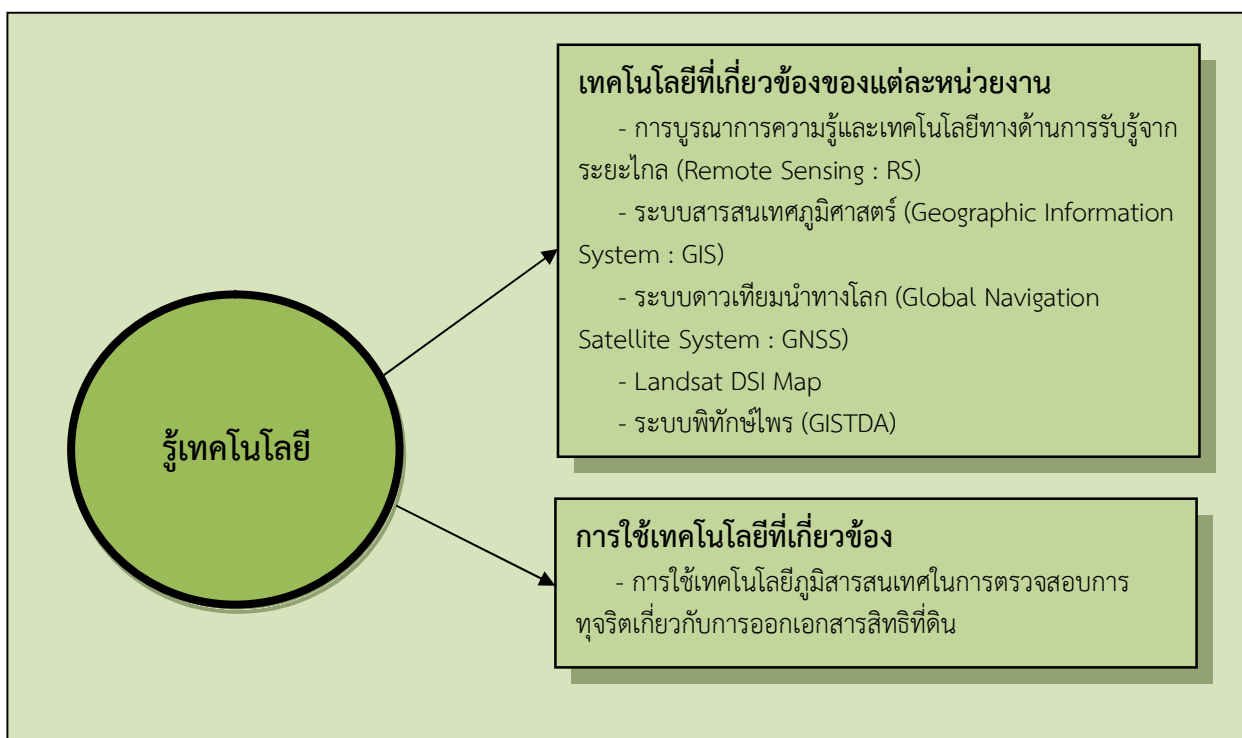 รู้เทคโนโลยี
เทคโนโลยีที่เกี่ยวข้องของแต่ละหน่วยงาน
- การบูรณาการความรู้และเทคโนโลยีทางด้านการรับรู้จาก
ระยะไกล (Remote Sensing : RS)
- ระบบสารสนเทศภูมิศาสตร์ (Geographic Information
System : GIS)
- ระบบดาวเทียมนำทางโลก (Global Navigation
Satellite System : GNSS)
- Landsat DSI Map
- ระบบพิทักษ์ไพร (GISTDA)
การใช้เทคโนโลยีที่เกี่ยวข้อง
- การใช้เทคโนโลยีภูมิสารสนเทศในการตรวจสอบการ
ทุจริตเกี่ยวกับการออกเอกสารสิทธิที่ดิน